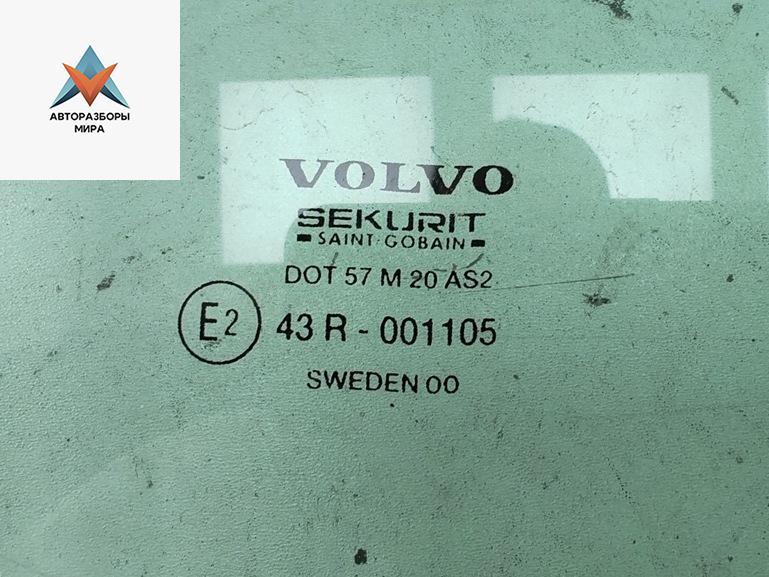 АВТОРАЗБОРЫ
МИРА
VOLVO
SEKURIT
SAINT-GOBAIN
DOT 57 M 20 AS2
E2 43 R - 001105
SWEDEN 00